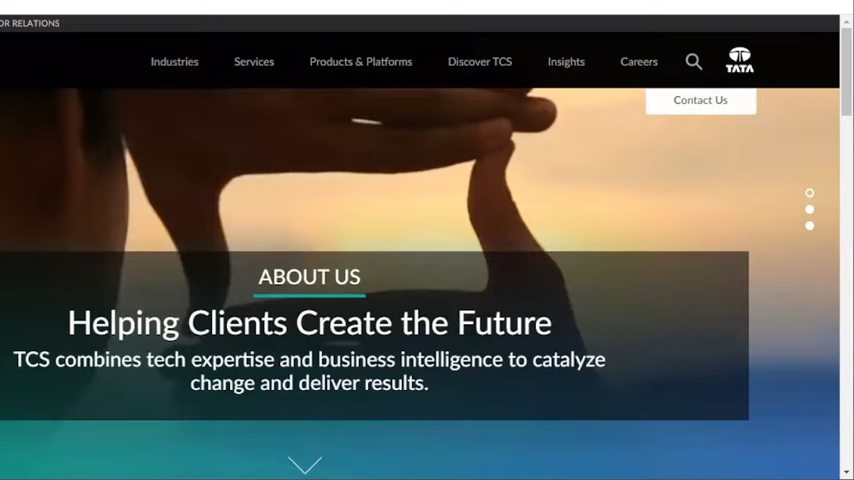 OR RELATIONS
Industries Services Products & Platforms Discover TCS Insights Careers
TATA
Contact Us
ABOUT US
Helping Clients Create the Future
TCS combines tech expertise and business intelligence to catalyze
change and deliver results.